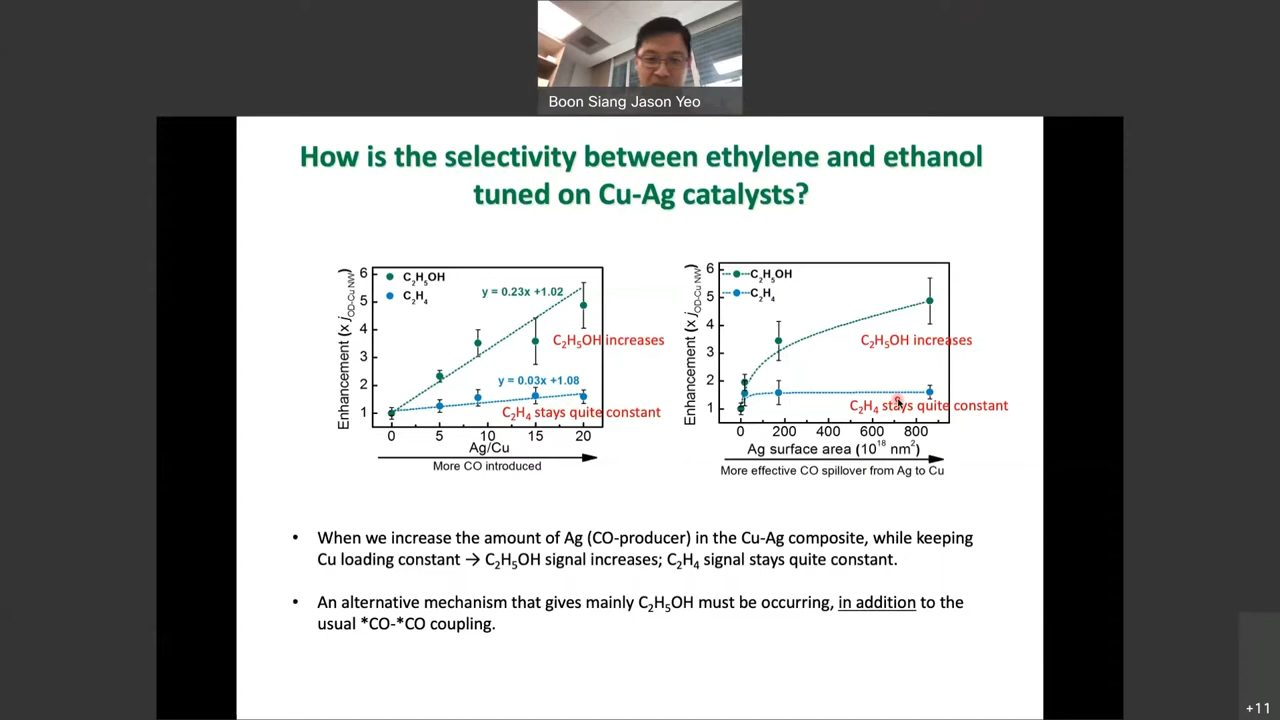 Boon Siang Jason Yeo
How is the selectivity between ethylene and ethanol
tuned on Cu-Ag catalysts?
Enhancement (x j OD-Cu NW)
6
5
4
3
2
1
C₂H₅OH
C₂H₄
y = 0.23x +1.02
C₂H₅OH increases
y = 0.03x +1.08
C₂H₄ stays quite constant
0 5 10 15 20
Ag/Cu
More CO introduced
Enhancement (x j OD-Cu NW)
6
5
4
3
2
1
C₂H₅OH
C₂H₄
C₂H₅OH increases
C₂H₄ stays quite constant
0 200 400 600 800
Ag surface area (10¹⁸ nm²)
More effective CO spillover from Ag to Cu
• When we increase the amount of Ag (CO-producer) in the Cu-Ag composite, while keeping
Cu loading constant → C₂H₅OH signal increases; C₂H₄ signal stays quite constant.
• An alternative mechanism that gives mainly C₂H₅OH must be occurring, in addition to the
usual *CO-*CO coupling.
+11